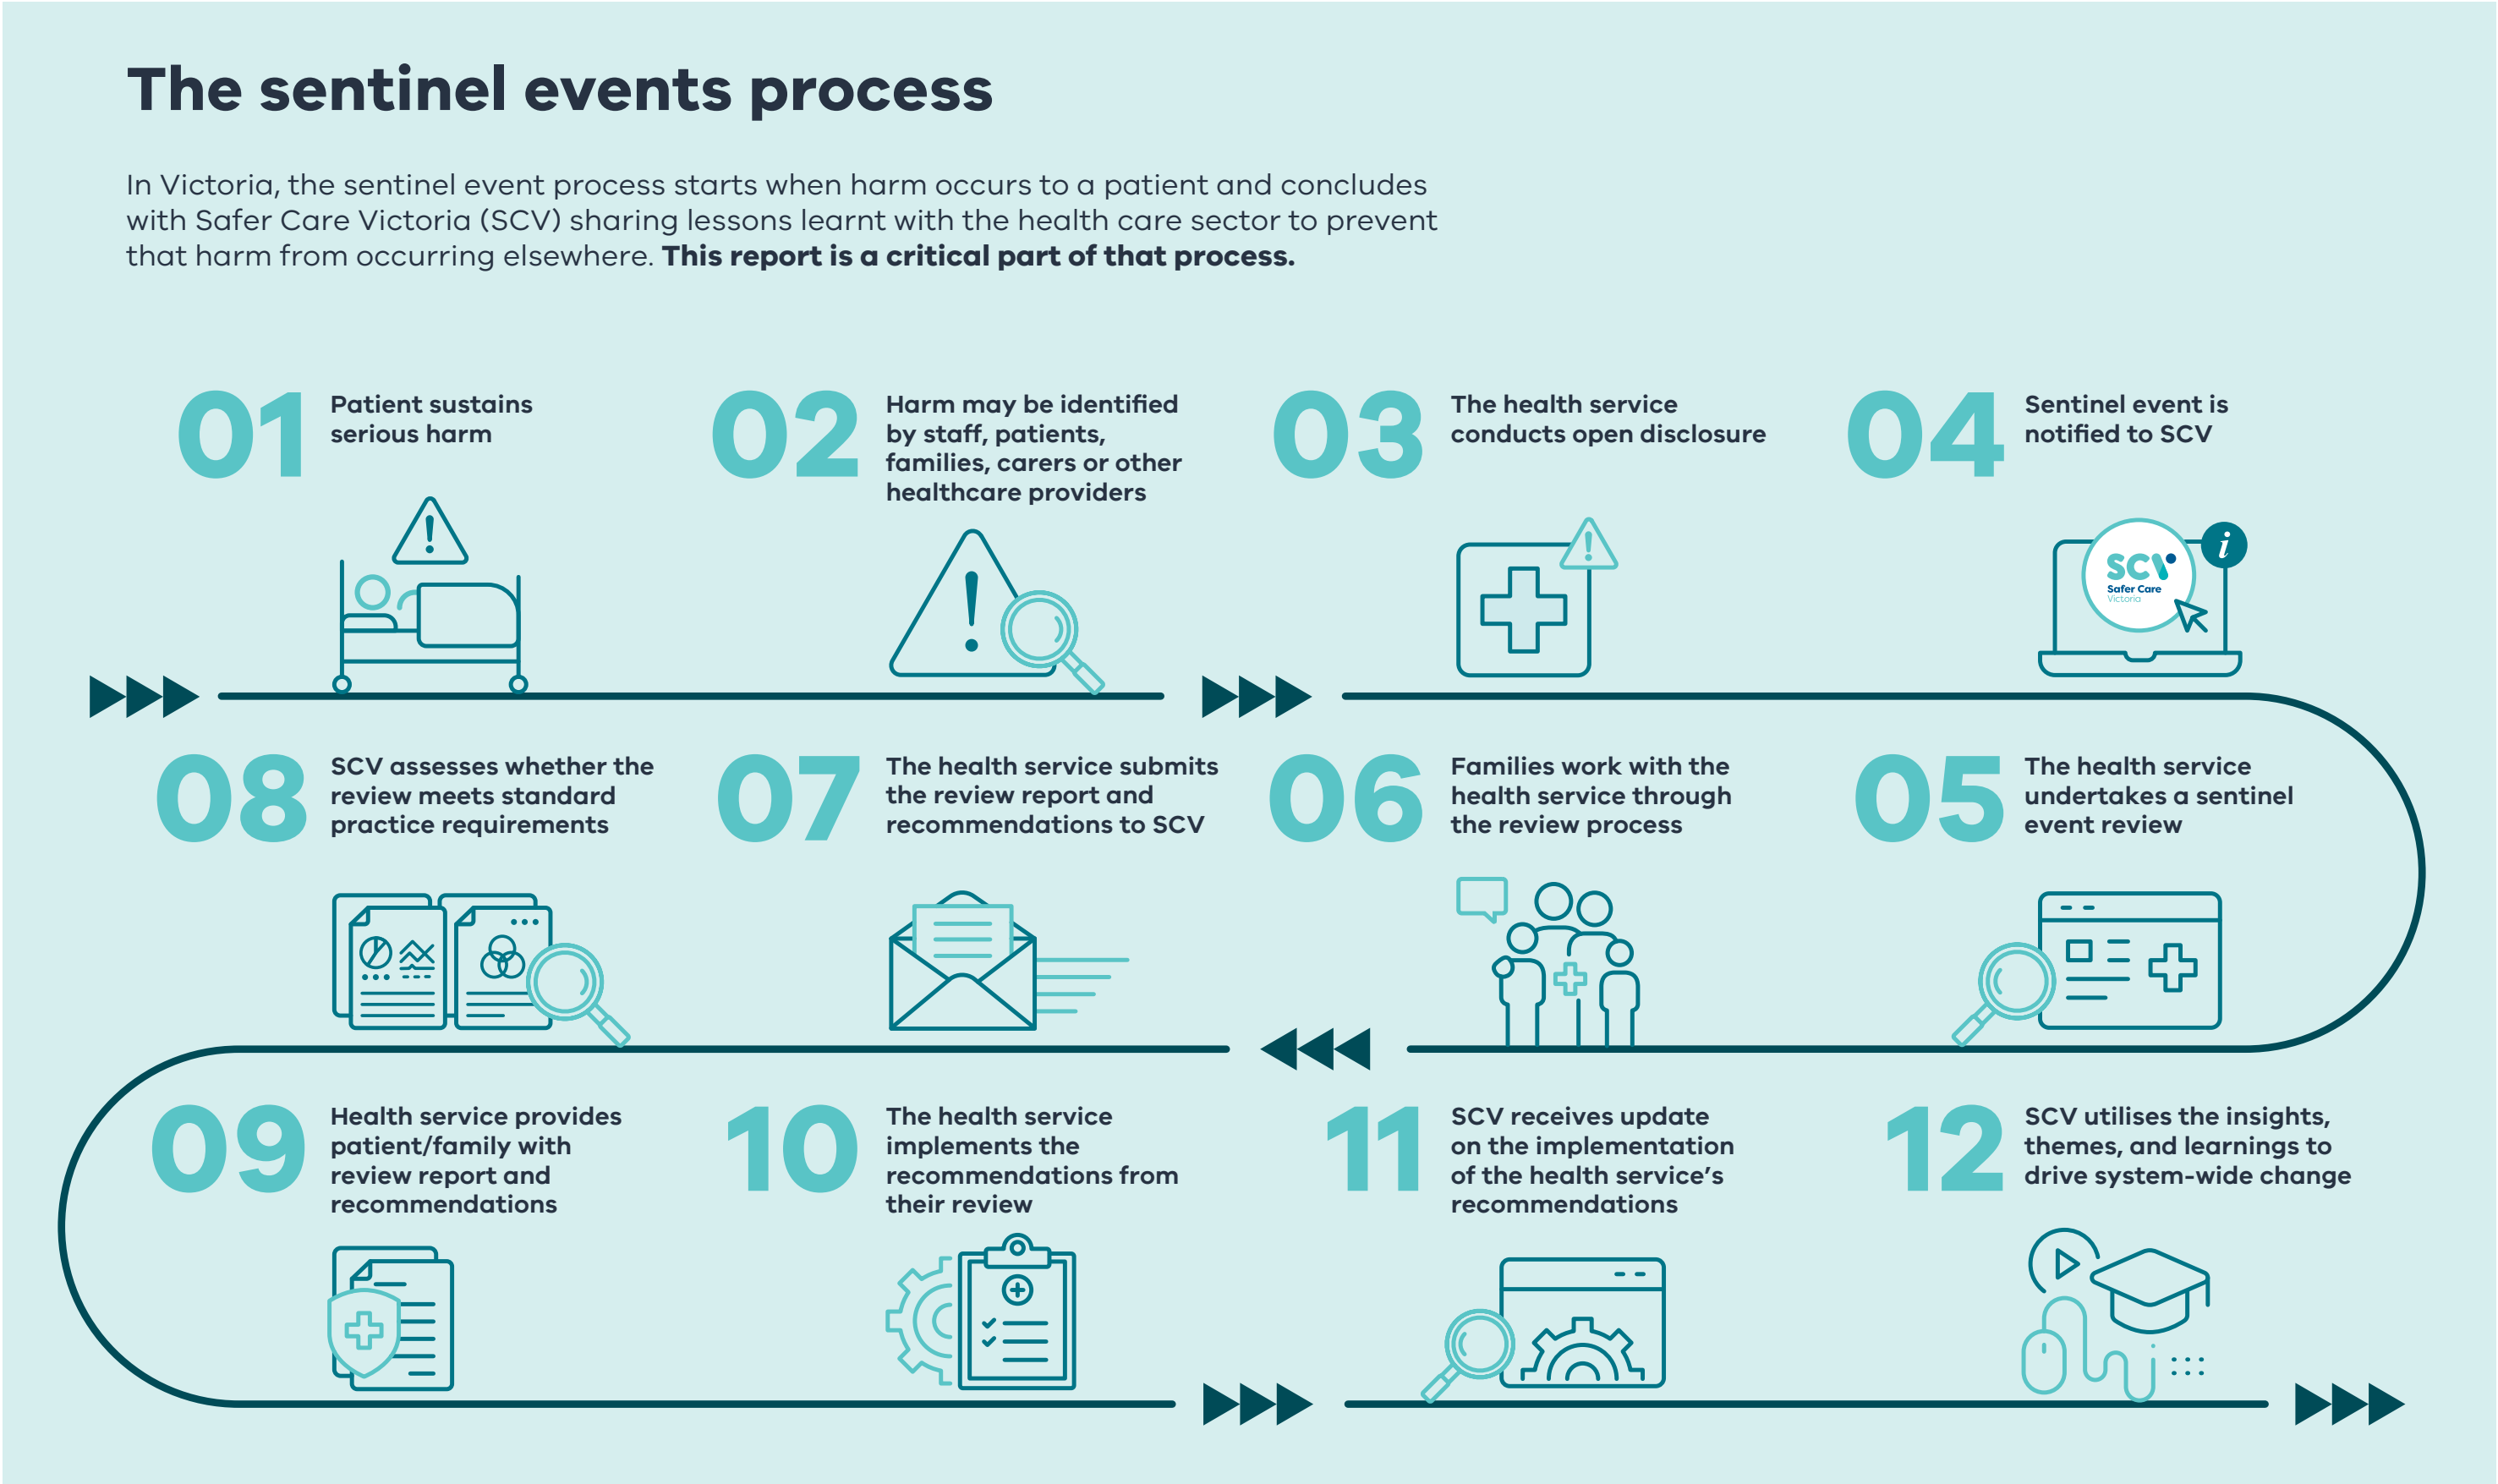 The sentinel events process
In Victoria, the sentinel event process starts when harm occurs to a patient and concludes
with Safer Care Victoria (SCV) sharing lessons learnt with the health care sector to prevent
that harm from occurring elsewhere. This report is a critical part of that process.
01
Patient sustains
serious harm
02
Harm may be identified
by staff, patients,
families, carers or other
healthcare providers
03
The health service
conducts open disclosure
04
Sentinel event is
notified to SCV
SCV
Safer Care
Victoria
i
05
The health service
undertakes a sentinel
event review
06
Families work with the
health service through
the review process
07
The health service submits
the review report and
recommendations to SCV
08
SCV assesses whether the
review meets standard
practice requirements
09
Health service provides
patient/family with
review report and
recommendations
10
The health service
implements the
recommendations from
their review
11
SCV receives update
on the implementation
of the health service's
recommendations
12
SCV utilises the insights,
themes, and learnings to
drive system-wide change